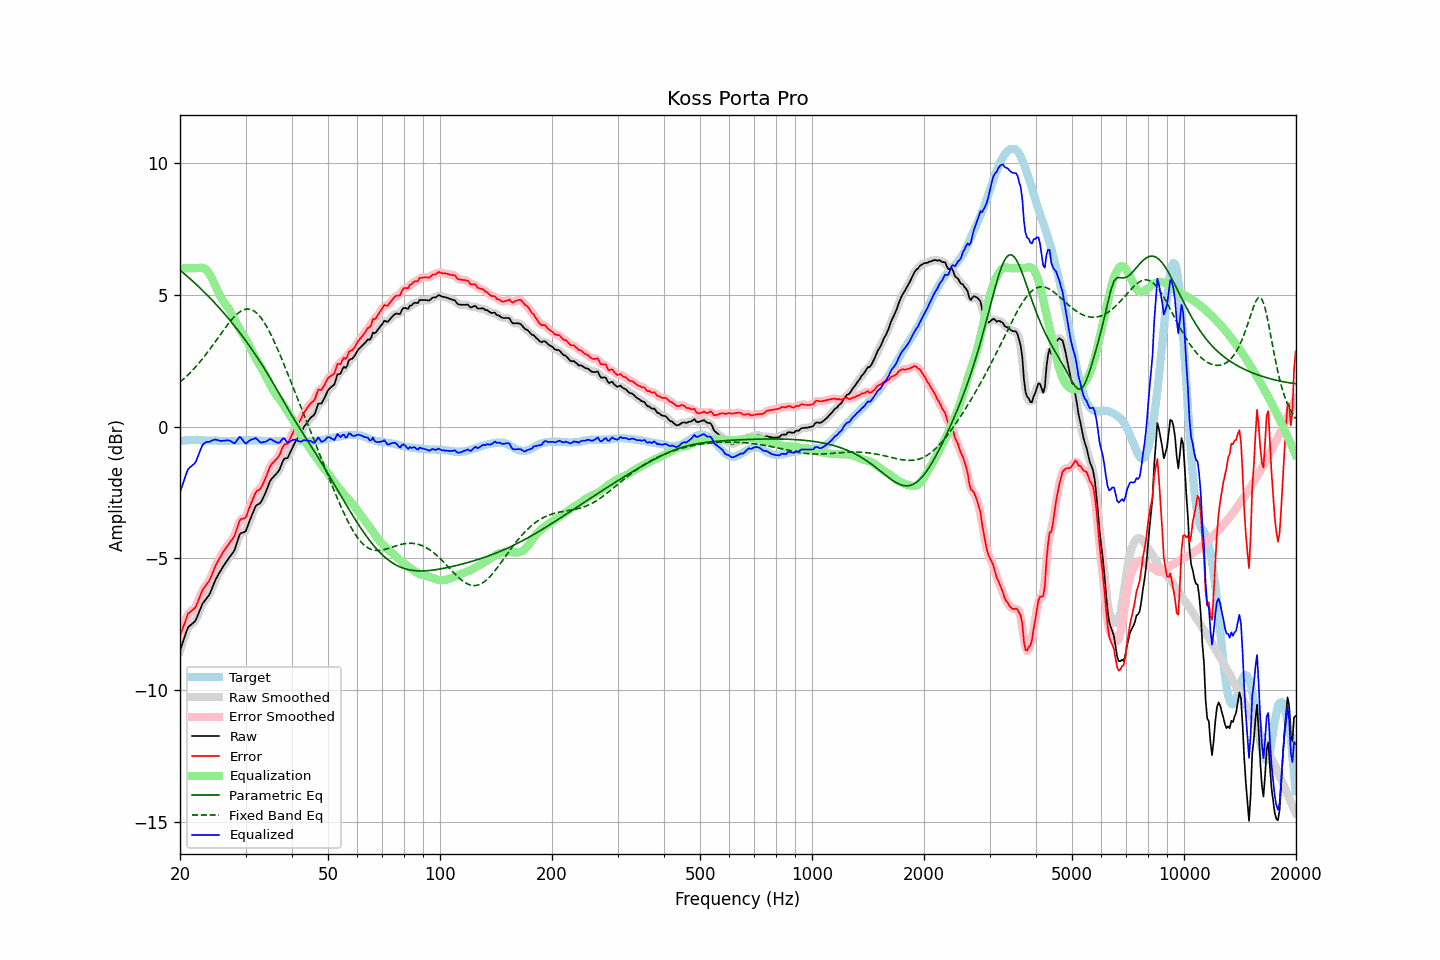 Koss Porta Pro
Amplitude (dBr)
10
5
0
−5
−10
−15
Target
Raw Smoothed
Error Smoothed
Raw
Error
Equalization
Parametric Eq
Fixed Band Eq
Equalized
20 50 100 200 500 1000 2000 5000 10000 20000
Frequency (Hz)